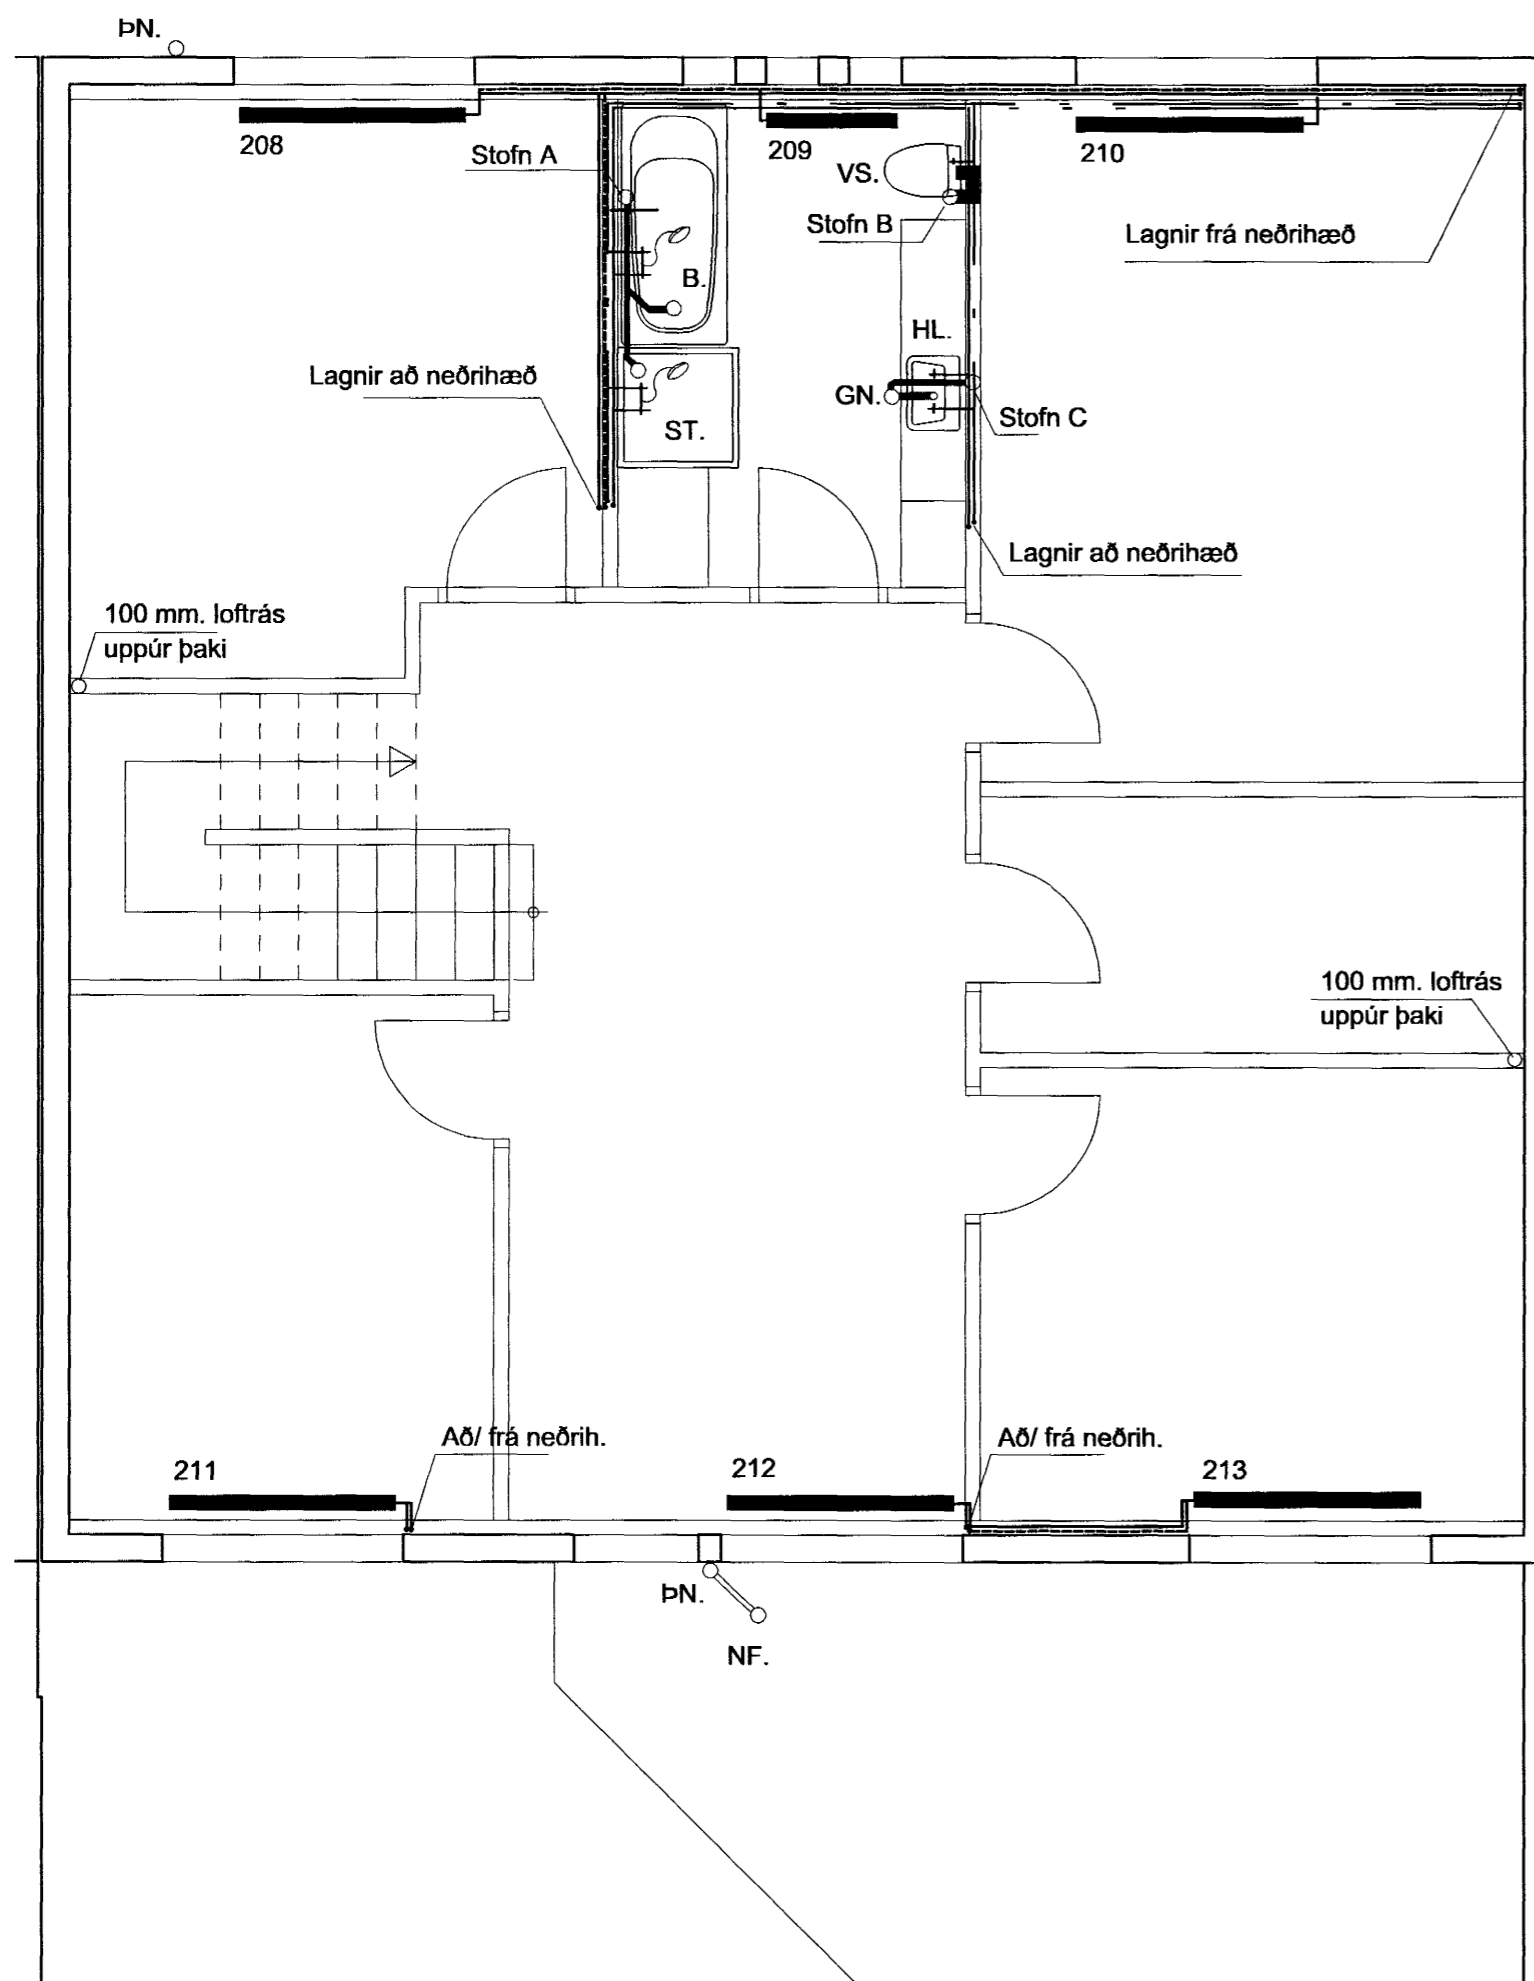 ÞN.
208
Stofn A
209
VS.
210
Stofn B
Lagnir frá neðrihæð
B.
HL.
Lagnir að neðrihæð
GN.
Stofn C
ST.
Lagnir að neðrihæð
100 mm. loftrás
uppúr þaki
100 mm. loftrás
uppúr þaki
Að/ frá neðrih.
Að/ frá neðrih.
211
212
213
ÞN.
NF.